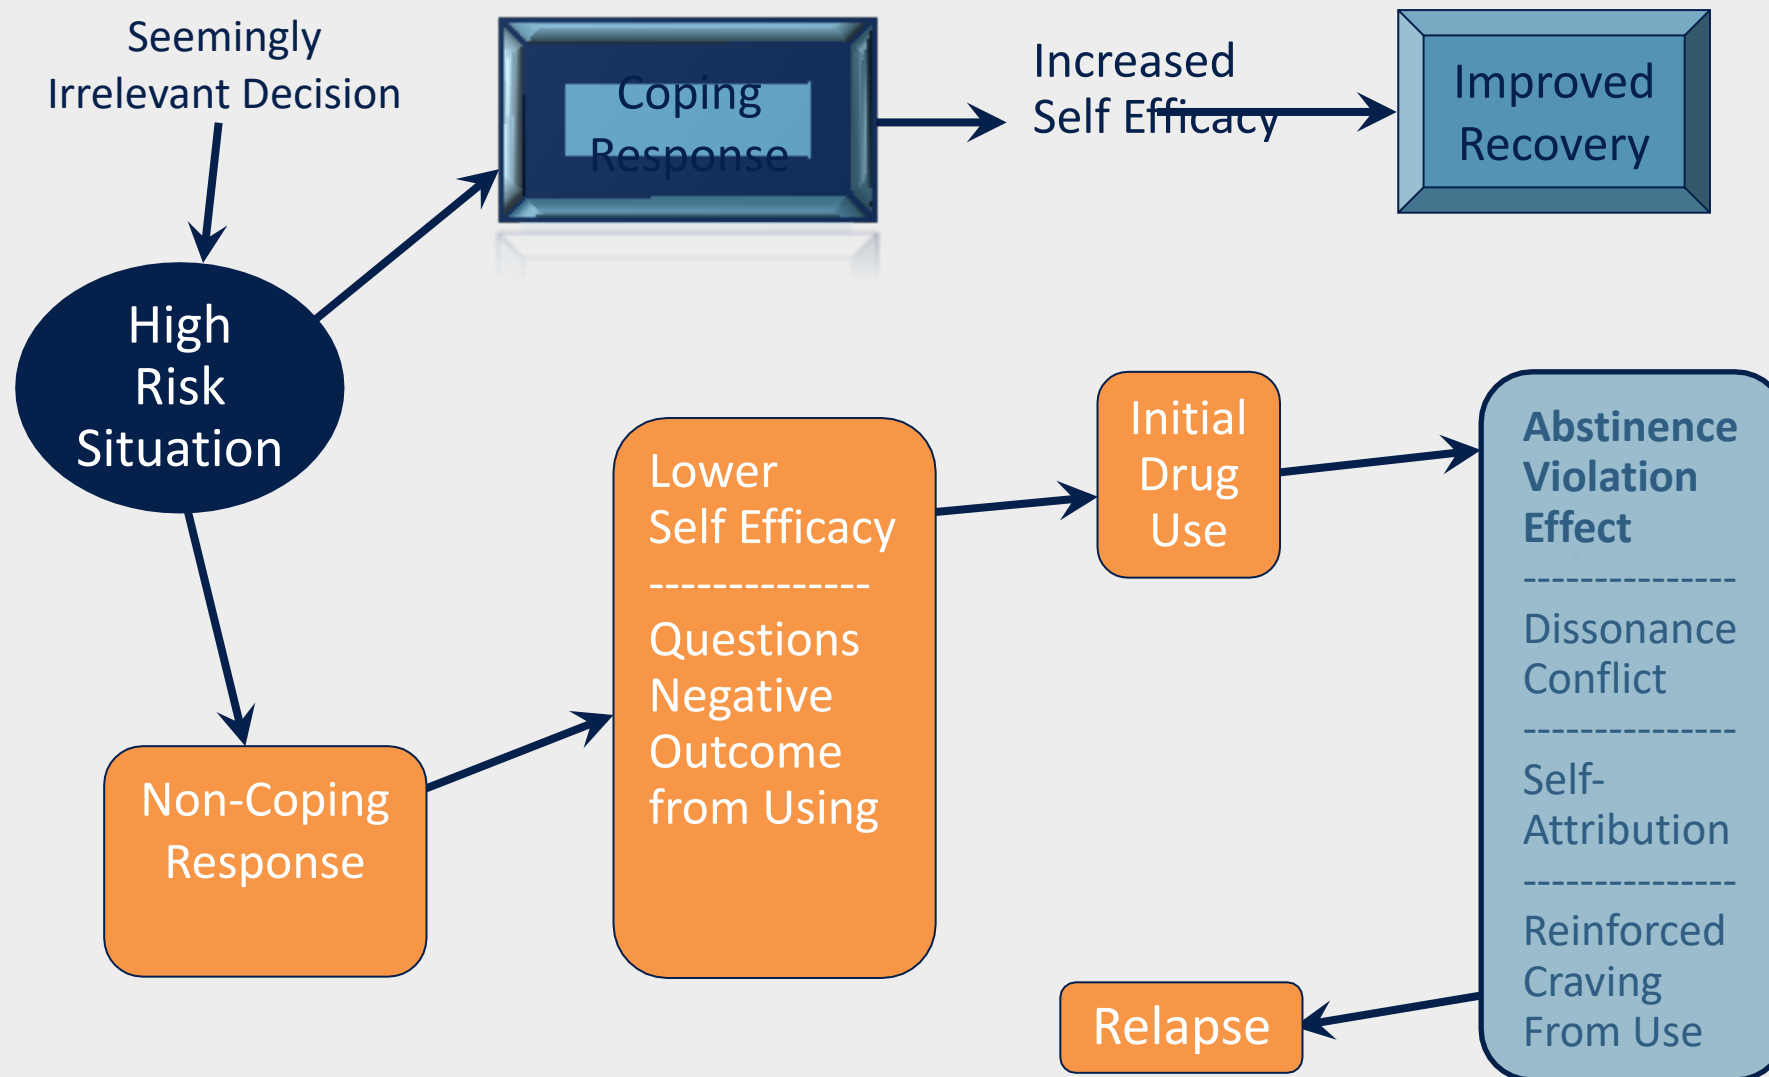 Seemingly
Irrelevant Decision
Coping
Response
Increased
Self Efficacy
Improved
Recovery
High
Risk
Situation
Non-Coping
Response
Lower
Self Efficacy
--------------
Questions
Negative
Outcome
from Using
Initial
Drug
Use
Abstinence
Violation
Effect
---------------
Dissonance
Conflict
---------------
Self-
Attribution
---------------
Reinforced
Craving
From Use
Relapse